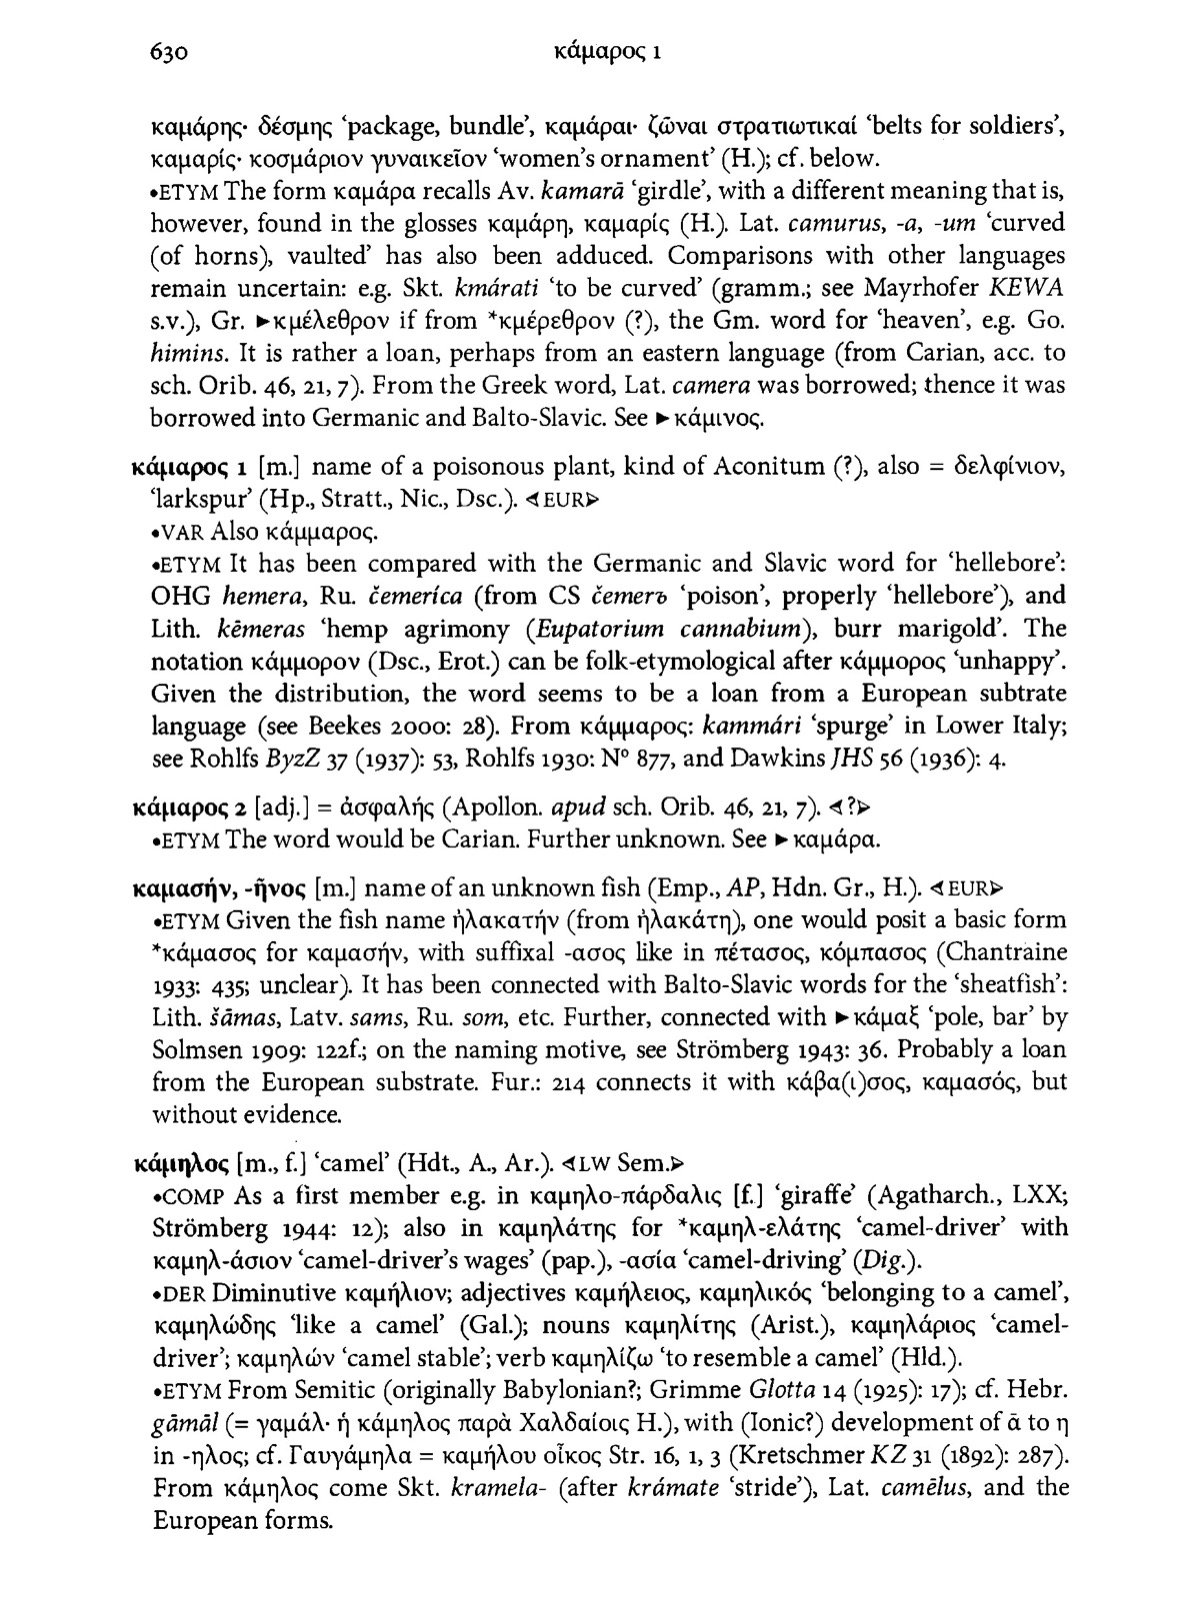 630
κάμαρος 1
καμάρης· δέσμης ‘package, bundle’, καμάραι· ζῶναι στρατιωτικαί ‘belts for soldiers’,
καμαρίς· κοσμάριον γυναικεῖον ‘women’s ornament’ (H.); cf. below.
•ETYM The form καμάρα recalls Av. kamarā ‘girdle’, with a different meaning that is,
however, found in the glosses καμάρη, καμαρίς (H.). Lat. camurus, -a, -um ‘curved
(of horns), vaulted’ has also been adduced. Comparisons with other languages
remain uncertain: e.g. Skt. kmárati ‘to be curved’ (gramm.; see Mayrhofer KEWA
s.v.), Gr. ►κμέλεθρον if from *κμέρεθρον (?), the Gm. word for ‘heaven’, e.g. Go.
himins. It is rather a loan, perhaps from an eastern language (from Carian, acc. to
sch. Orib. 46, 21, 7). From the Greek word, Lat. camera was borrowed; thence it was
borrowed into Germanic and Balto-Slavic. See ►κάμινος.
κάμαρος 1 [m.] name of a poisonous plant, kind of Aconitum (?), also = δελφίνιον,
‘larkspur’ (Hp., Stratt., Nic., Dsc.). ⊲EUR⊳
•VAR Also κάμμαρος.
•ETYM It has been compared with the Germanic and Slavic word for ‘hellebore’:
OHG hemera, Ru. čemeríca (from CS čemerъ ‘poison’, properly ‘hellebore’), and
Lith. kẽmeras ‘hemp agrimony (Eupatorium cannabium), burr marigold’. The
notation κάμμορον (Dsc., Erot.) can be folk-etymological after κάμμορος ‘unhappy’.
Given the distribution, the word seems to be a loan from a European subtrate
language (see Beekes 2000: 28). From κάμμαρος: kammári ‘spurge’ in Lower Italy;
see Rohlfs ByzZ 37 (1937): 53, Rohlfs 1930: N° 877, and Dawkins JHS 56 (1936): 4.
κάμαρος 2 [adj.] = ἀσφαλής (Apollon. apud sch. Orib. 46, 21, 7). ⊲?⊳
•ETYM The word would be Carian. Further unknown. See ►καμάρα.
καμασήν, -ῆνος [m.] name of an unknown fish (Emp., AP, Hdn. Gr., H.). ⊲EUR⊳
•ETYM Given the fish name ἠλακατήν (from ἠλακάτη), one would posit a basic form
*κάμασος for καμασήν, with suffixal -ασος like in πέτασος, κόμπασος (Chantraine
1933: 435; unclear). It has been connected with Balto-Slavic words for the ‘sheatfish’:
Lith. šãmas, Latv. sams, Ru. som, etc. Further, connected with ►κάμαξ ‘pole, bar’ by
Solmsen 1909: 122f.; on the naming motive, see Strömberg 1943: 36. Probably a loan
from the European substrate. Fur.: 214 connects it with κάβα(ι)σος, καμασός, but
without evidence.
κάμηλος [m., f.] ‘camel’ (Hdt., A., Ar.). ⊲LW Sem.⊳
•COMP As a first member e.g. in καμηλο-πάρδαλις [f.] ‘giraffe’ (Agatharch., LXX;
Strömberg 1944: 12); also in καμηλάτης for *καμηλ-ελάτης ‘camel-driver’ with
καμηλ-άσιον ‘camel-driver’s wages’ (pap.), -ασία ‘camel-driving’ (Dig.).
•DER Diminutive καμήλιον; adjectives καμήλειος, καμηλικός ‘belonging to a camel’,
καμηλώδης ‘like a camel’ (Gal.); nouns καμηλίτης (Arist.), καμηλάριος ‘camel-
driver’; καμηλών ‘camel stable’; verb καμηλίζω ‘to resemble a camel’ (Hld.).
•ETYM From Semitic (originally Babylonian?; Grimme Glotta 14 (1925): 17); cf. Hebr.
gāmāl (= γαμάλ· ἡ κάμηλος παρὰ Χαλδαίοις H.), with (Ionic?) development of ā to η
in -ηλος; cf. Γαυγάμηλα = καμήλου οἶκος Str. 16, 1, 3 (Kretschmer KZ 31 (1892): 287).
From κάμηλος come Skt. kramela- (after krámate ‘stride’), Lat. camēlus, and the
European forms.